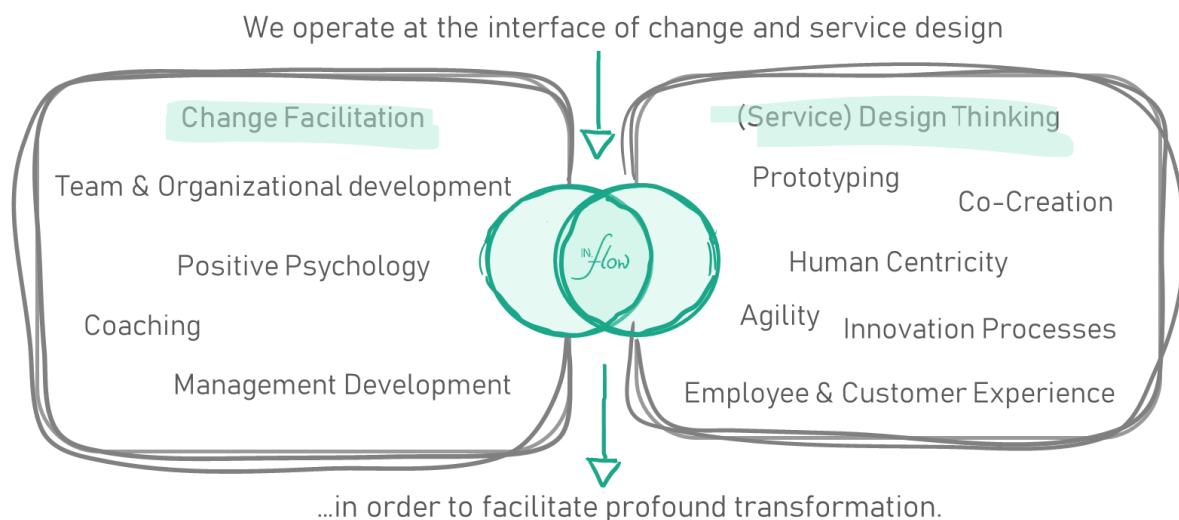 We operate at the interface of change and service design
Change Facilitation
Team & Organizational development
Positive Psychology
Coaching
Management Development
IN.
flow
(Service) Design Thinking
Prototyping
Co-Creation
Human Centricity
Agility
Innovation Processes
Employee & Customer Experience
...in order to facilitate profound transformation.